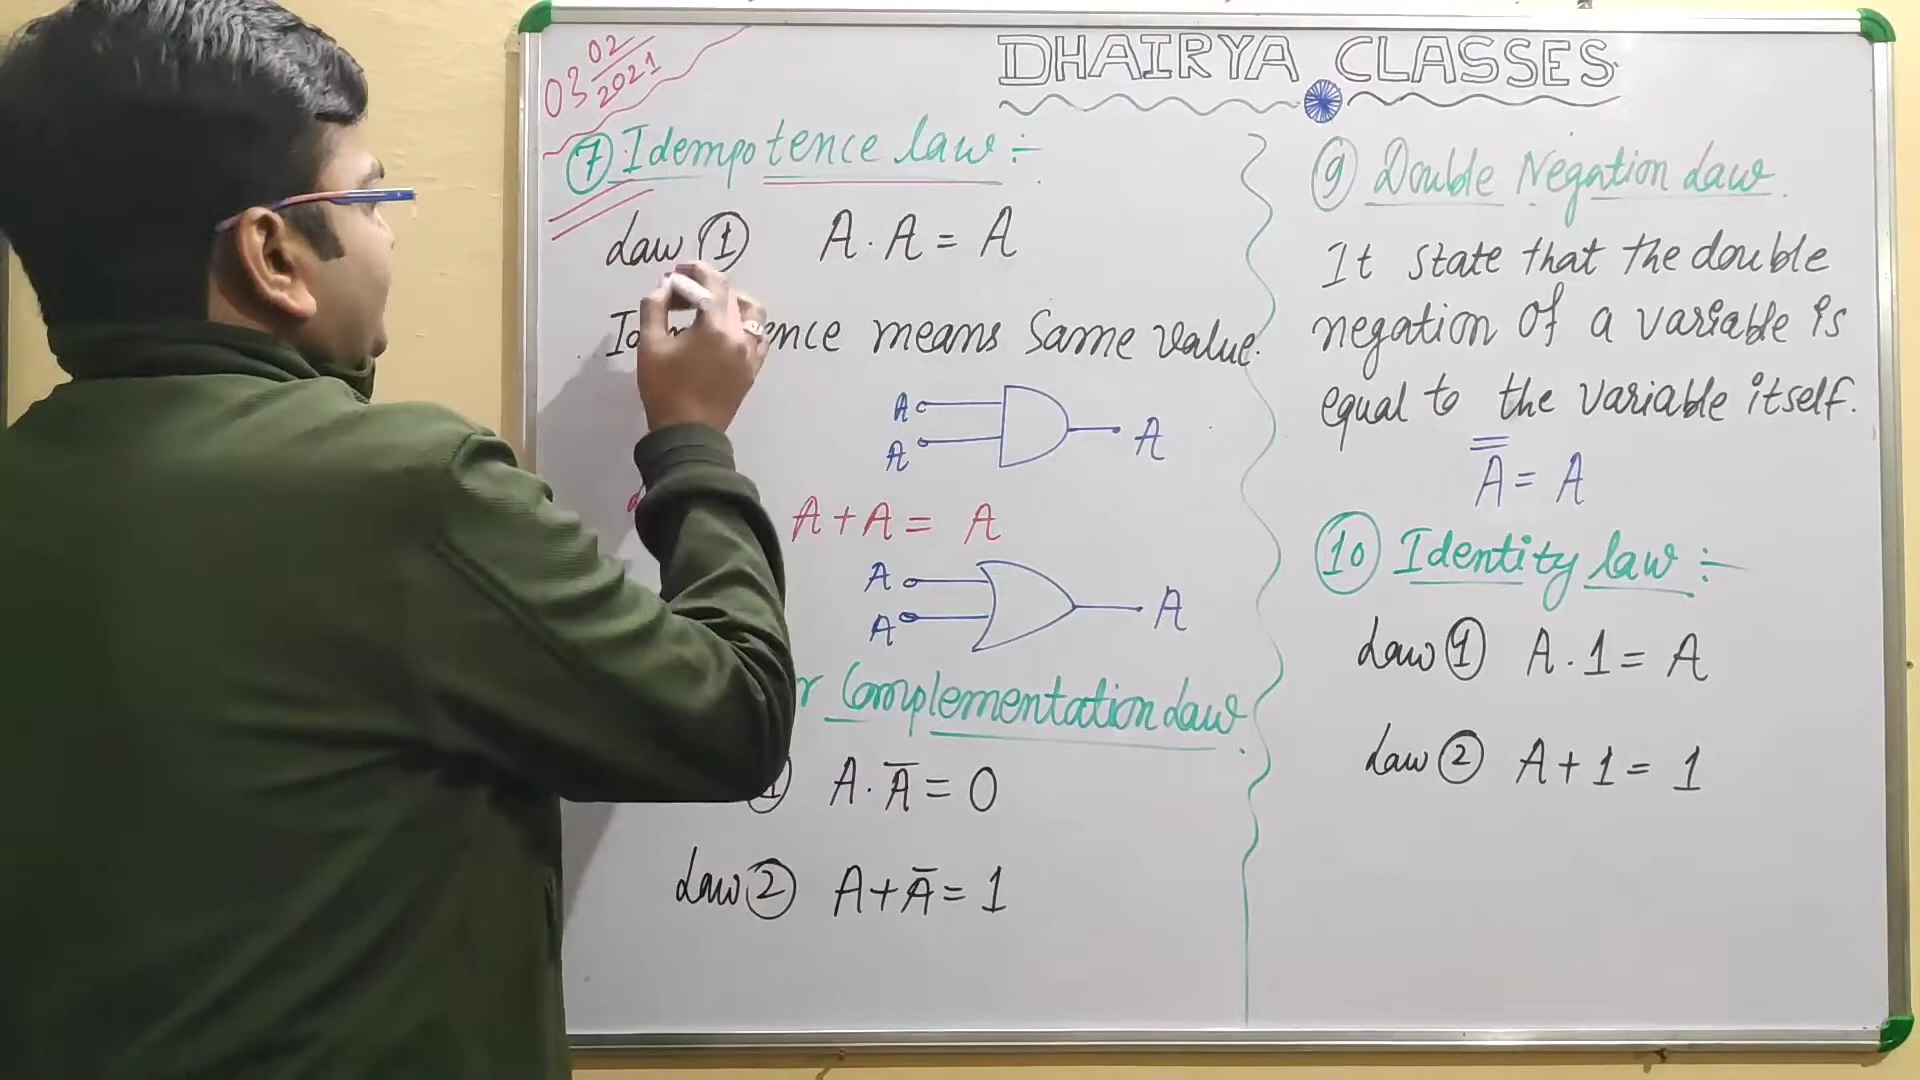 DHAIRYA CLASSES
03 02/2021
7 Idempotence law :-
Law 1 A . A = A
means Same value.
A
A
A
A + A = A
A
A
A
Complementation Law
1 A . A̅ = 0
Law 2 A + A̅ = 1
9 Double Negation Law
It state that the double
negation of a variable is
equal to the variable itself.
A̿ = A
10 Identity law :-
Law 1 A . 1 = A
Law 2 A + 1 = 1